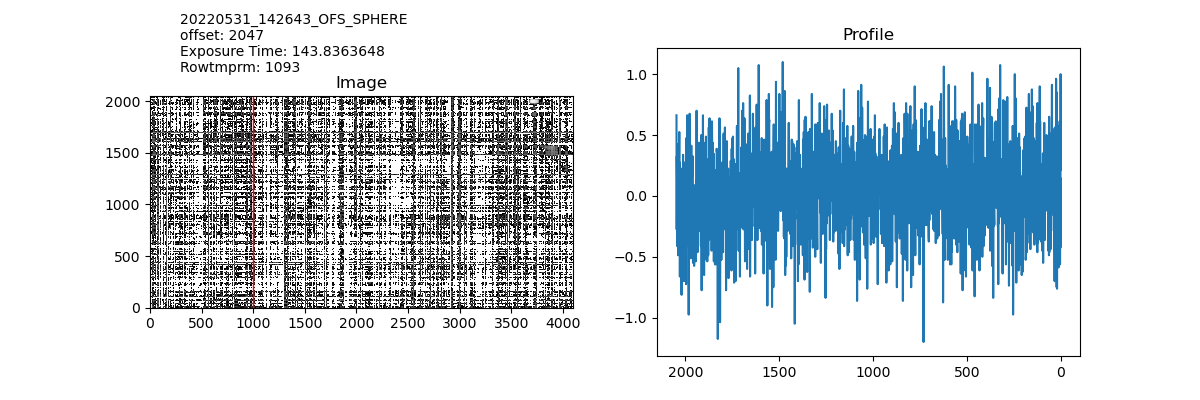 20220531_142643_OFS_SPHERE
offset: 2047
Exposure Time: 143.8363648
Rowtmprm: 1093
Image
2000
1500
1000
500
0
0 500 1000 1500 2000 2500 3000 3500 4000
Profile
1.0
0.5
0.0
−0.5
−1.0
2000 1500 1000 500 0